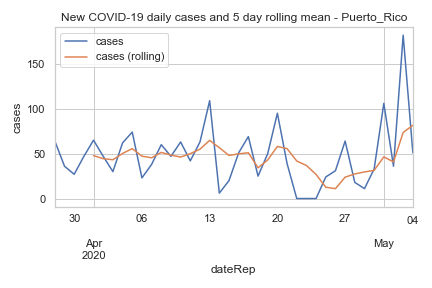 New COVID-19 daily cases and 5 day rolling mean - Puerto_Rico
cases
cases (rolling)
150
100
50
0
cases
30 06 13 20 27 04
Apr May
2020
dateRep